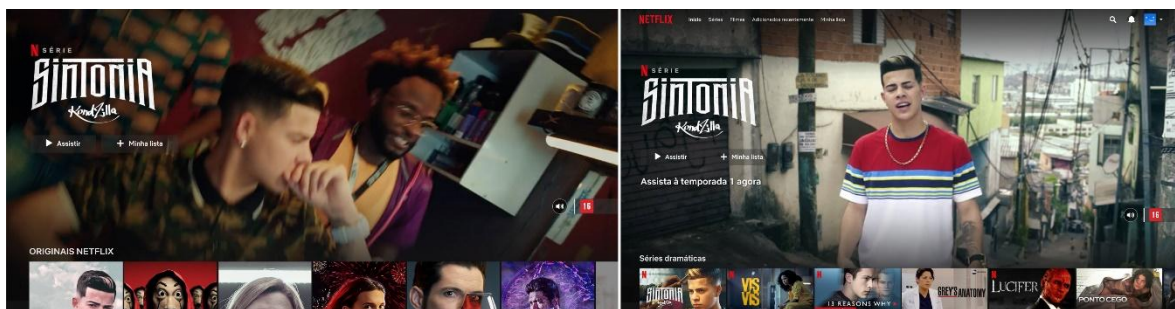 N SÉRIE
SINTONIA
KondZilla
Assistir + Minha lista
16
ORIGINAIS NETFLIX
NETFLIX Início Séries Filmes Adicionados recentemente Minha lista
N SÉRIE
SINTONIA
KondZilla
Assistir + Minha lista
Assista à temporada 1 agora
16
Séries dramáticas
SINTONIA
VIS
VIS
13 REASONS WHY
GREY'S ANATOMY
LUCIFER
PONTO CEGO